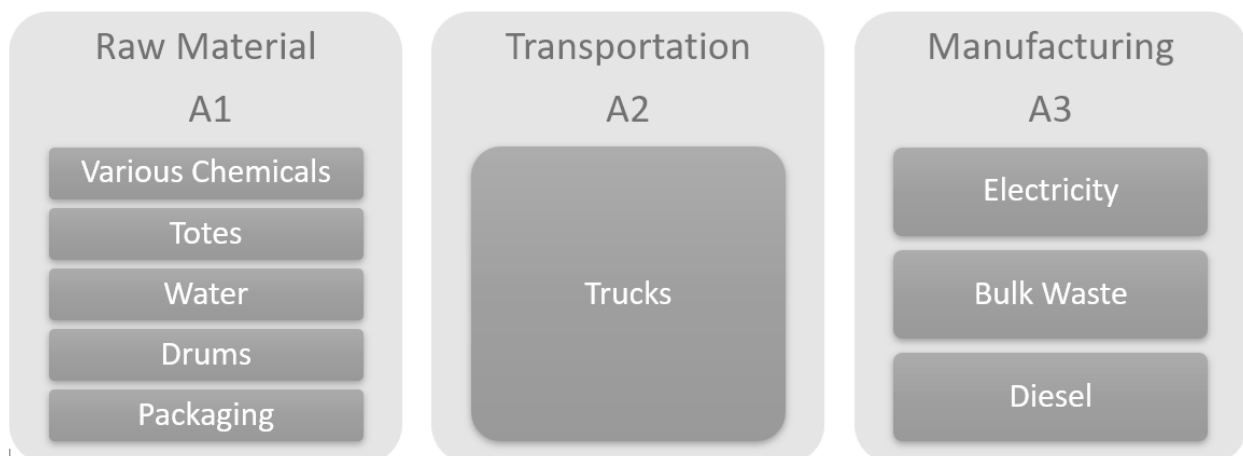 Raw Material
A1
Various Chemicals
Totes
Water
Drums
Packaging
Transportation
A2
Trucks
Manufacturing
A3
Electricity
Bulk Waste
Diesel